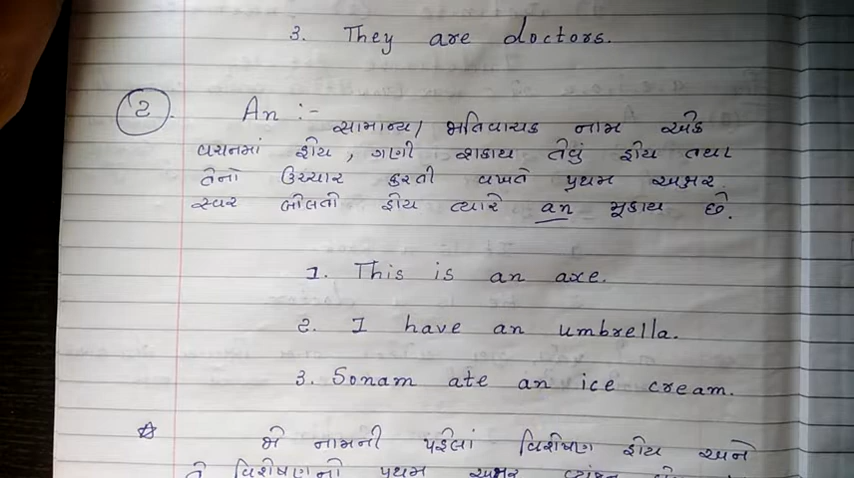 3. They are doctors.
2. An :-
સામાન્ય/ જાતિવાચક નામ એક
વચનમાં હોય, ગણી શકાય તેવું હોય તથા
તેનો ઉચ્ચાર કરતી વખતે પ્રથમ અક્ષર
સ્વર બોલતો હોય ત્યારે an મૂકાય છે.
1. This is an axe.
2. I have an umbrella.
3. Sonam ate an ice cream.
☆ જો નામની પહેલાં વિશેષણ હોય અને
તે વિશેષણનો પ્રથમ અક્ષર